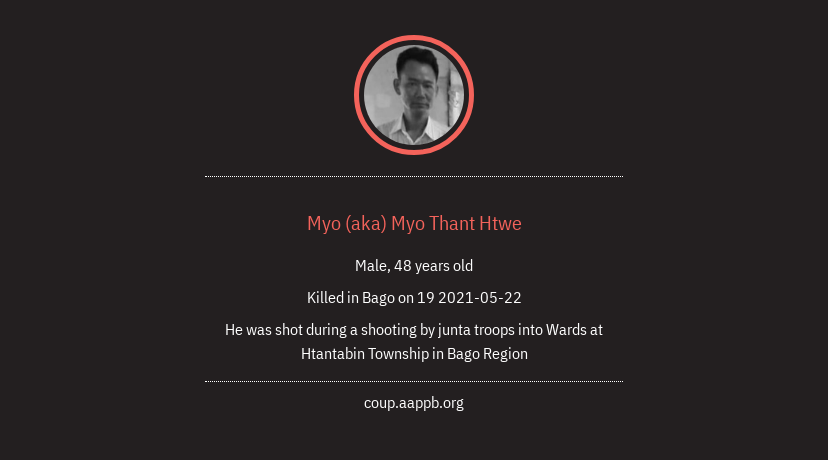 Myo (aka) Myo Thant Htwe
Male, 48 years old
Killed in Bago on 19 2021-05-22
He was shot during a shooting by junta troops into Wards at
Htantabin Township in Bago Region
coup.aappb.org